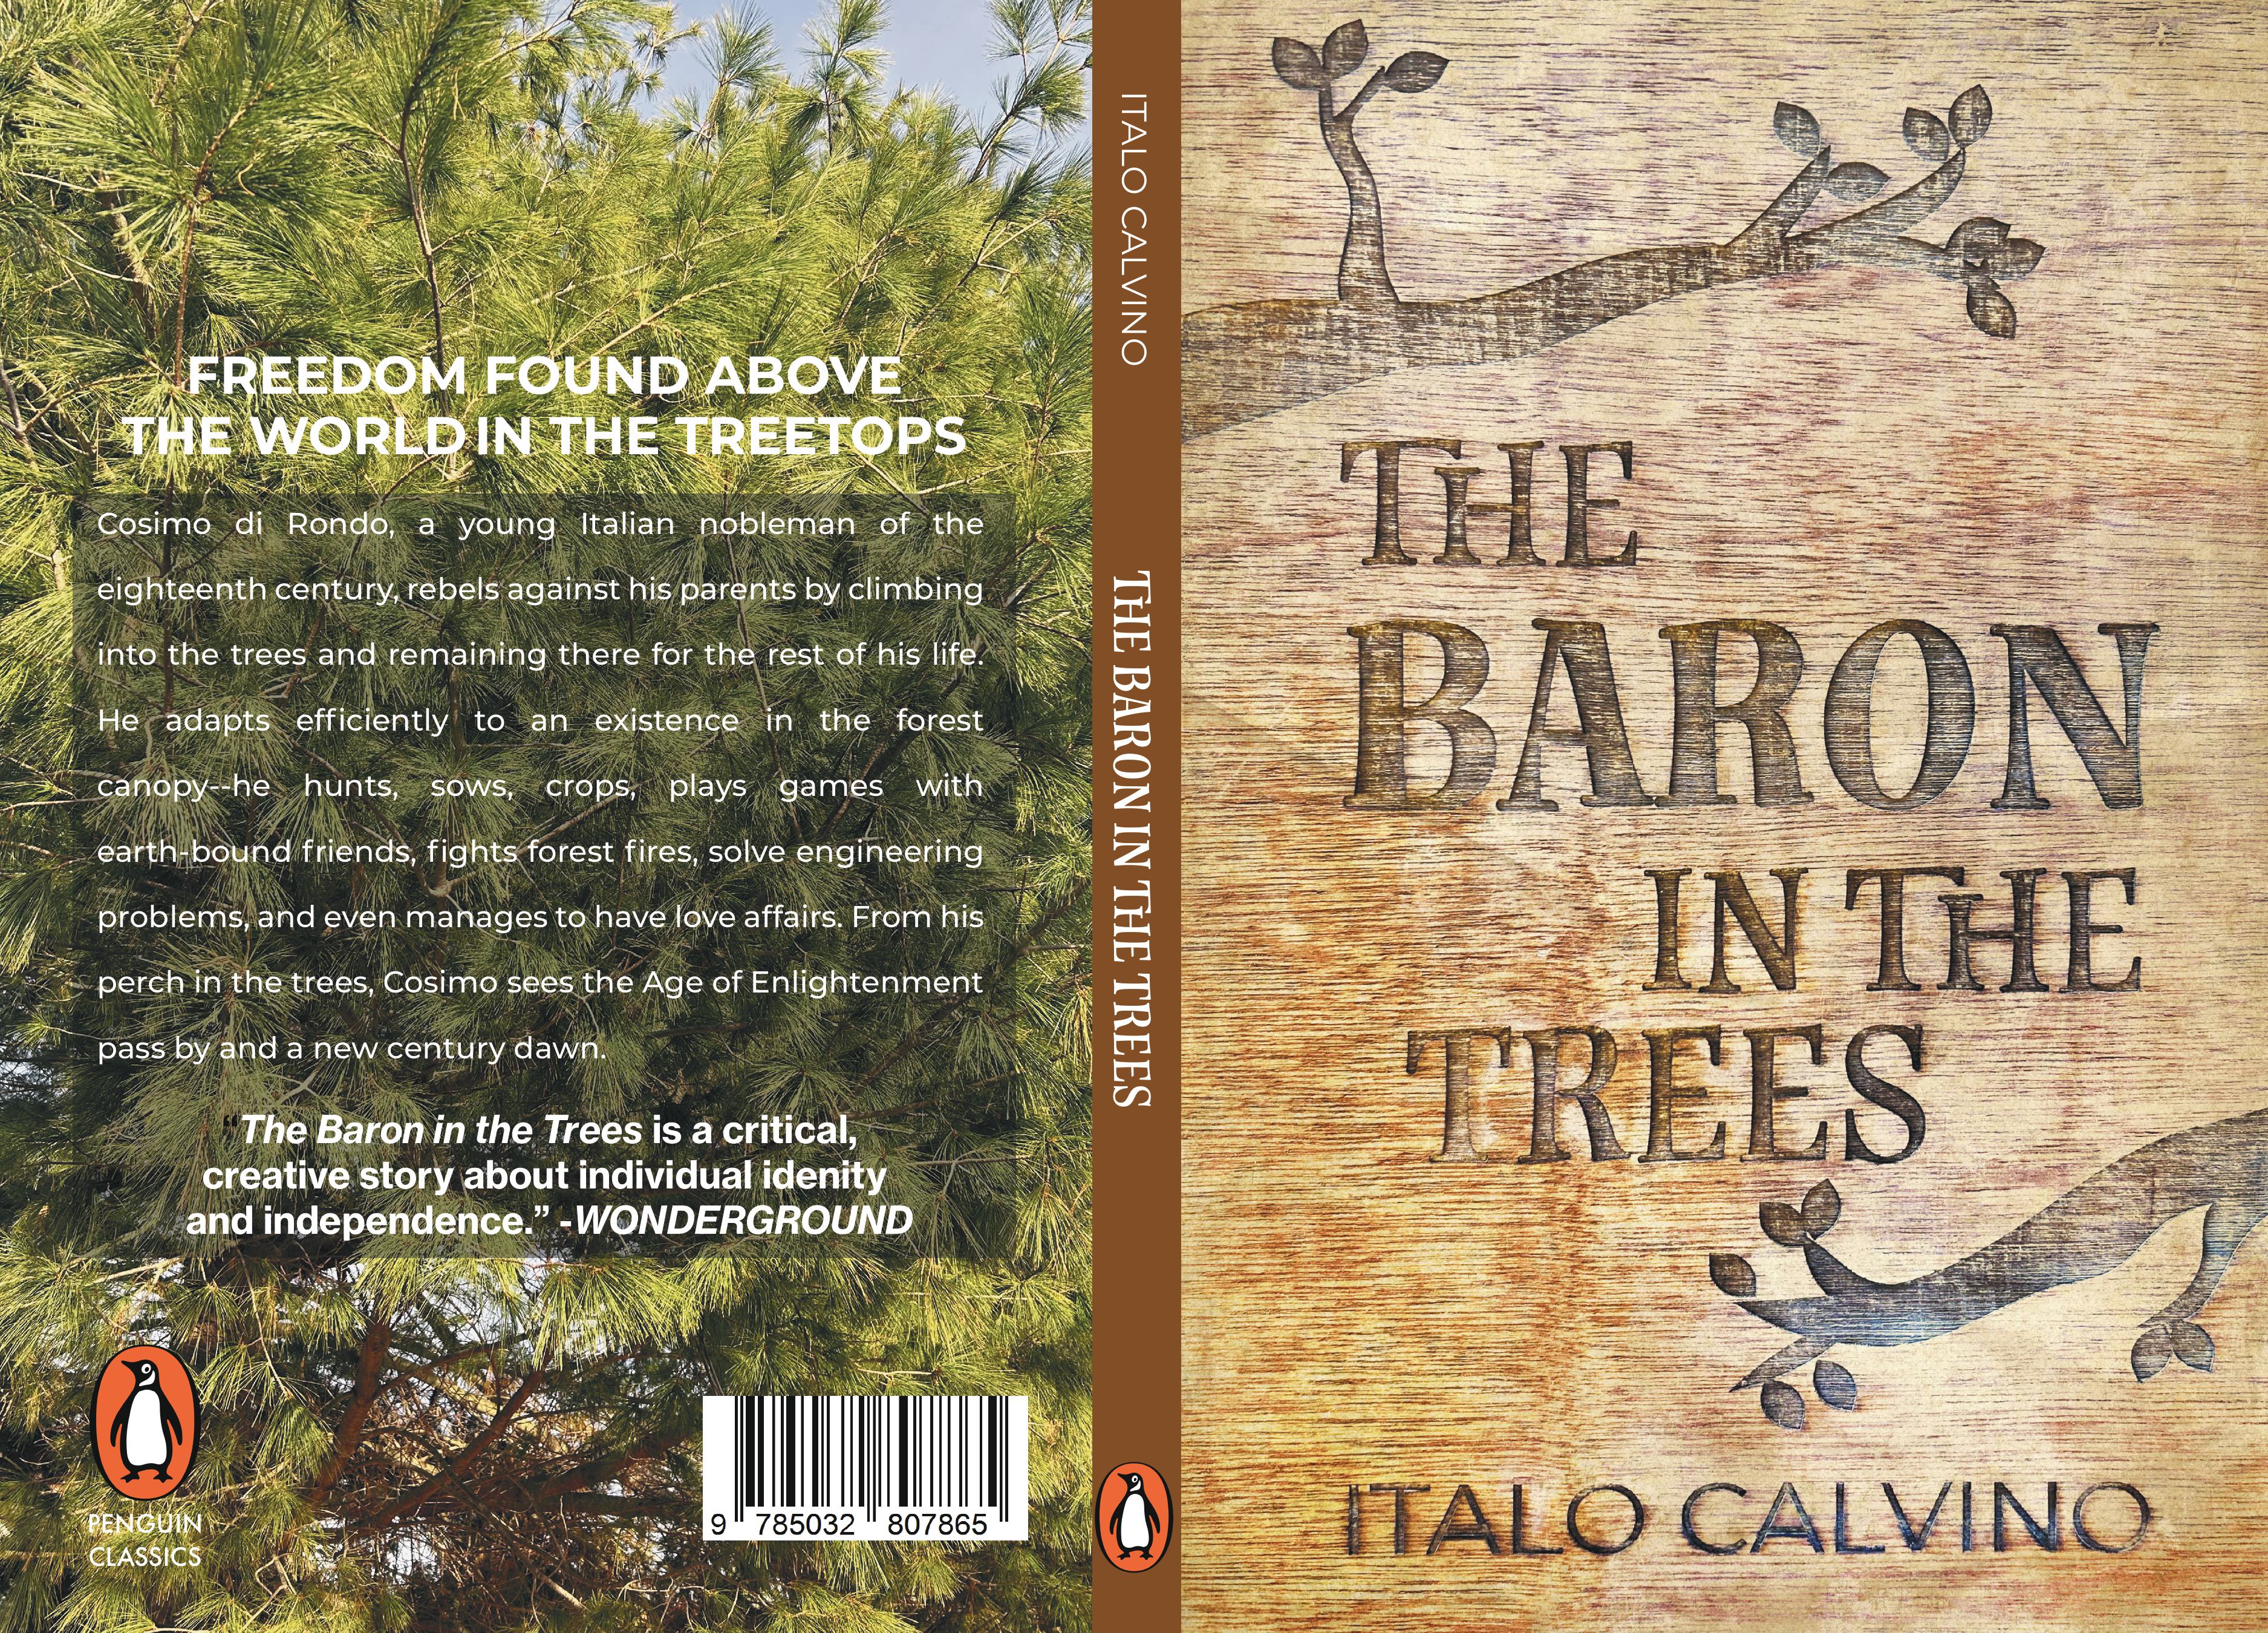 FREEDOM FOUND ABOVE
THE WORLD IN THE TREETOPS
Cosimo di Rondo, a young Italian nobleman of the
eighteenth century, rebels against his parents by climbing
into the trees and remaining there for the rest of his life.
He adapts efficiently to an existence in the forest
canopy--he hunts, sows, crops, plays games with
earth-bound friends, fights forest fires, solve engineering
problems, and even manages to have love affairs. From his
perch in the trees, Cosimo sees the Age of Enlightenment
pass by and a new century dawn.
“The Baron in the Trees is a critical,
creative story about individual idenity
and independence.” -WONDERGROUND
PENGUIN
CLASSICS
9 785032 807865
ITALO CALVINO
THE BARON IN THE TREES
THE
BARON
IN THE
TREES
ITALO CALVINO